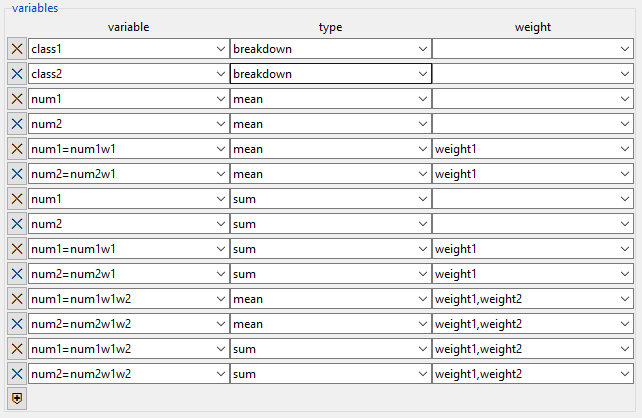 variables
variable type weight
class1 breakdown
class2 breakdown
num1 mean
num2 mean
num1=num1w1 mean weight1
num2=num2w1 mean weight1
num1 sum
num2 sum
num1=num1w1 sum weight1
num2=num2w1 sum weight1
num1=num1w1w2 mean weight1,weight2
num2=num2w1w2 mean weight1,weight2
num1=num1w1w2 sum weight1,weight2
num2=num2w1w2 sum weight1,weight2